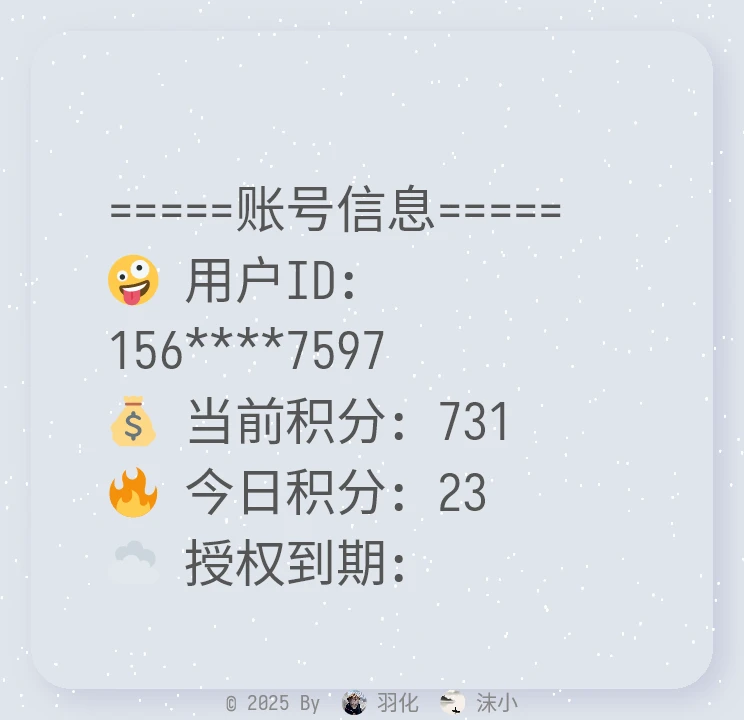 =====账号信息=====
🤪 用户ID:
156****7597
💰 当前积分: 731
🔥 今日积分: 23
☁️ 授权到期:
© 2025 By 羽化 沫小